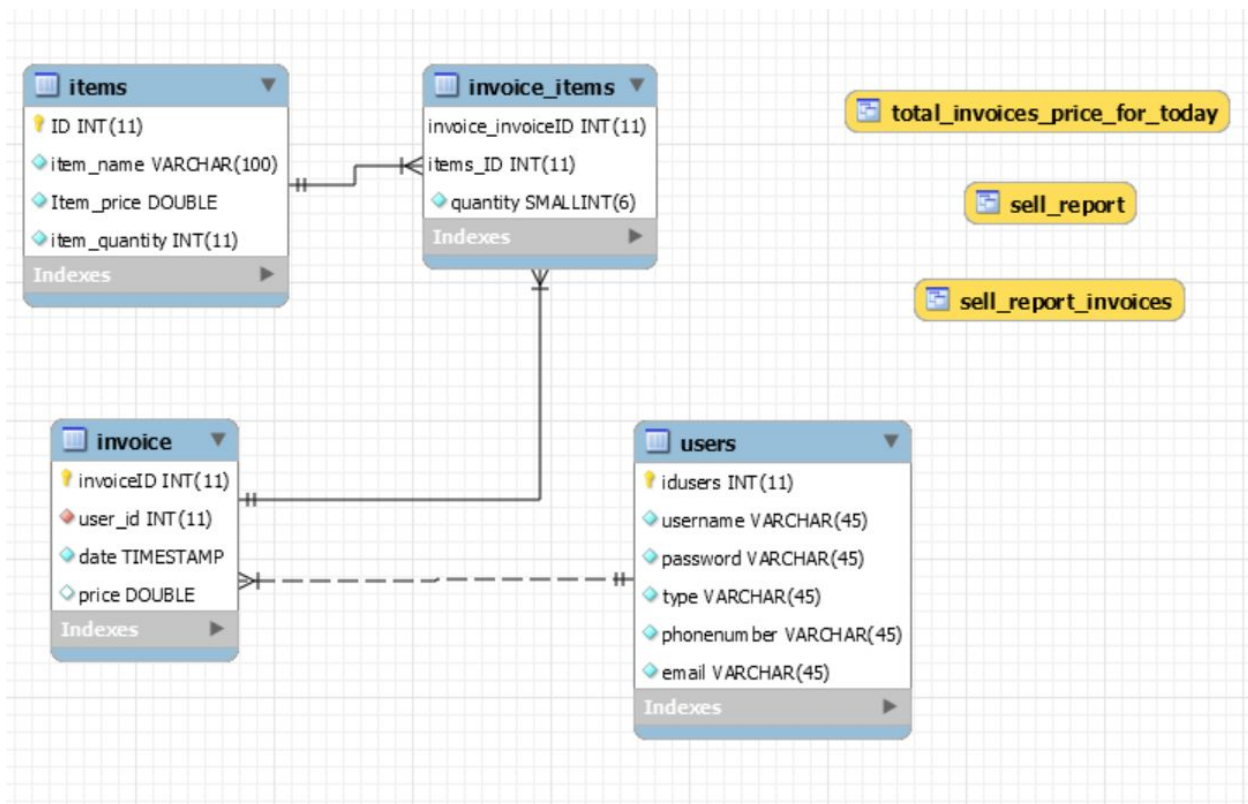 items
ID INT(11)
item_name VARCHAR(100)
Item_price DOUBLE
item_quantity INT(11)
Indexes
invoice_items
invoice_invoiceID INT(11)
items_ID INT(11)
quantity SMALLINT(6)
Indexes
total_invoices_price_for_today
sell_report
sell_report_invoices
invoice
invoiceID INT(11)
user_id INT(11)
date TIMESTAMP
price DOUBLE
Indexes
users
idusers INT(11)
username VARCHAR(45)
password VARCHAR(45)
type VARCHAR(45)
phonenumber VARCHAR(45)
email VARCHAR(45)
Indexes